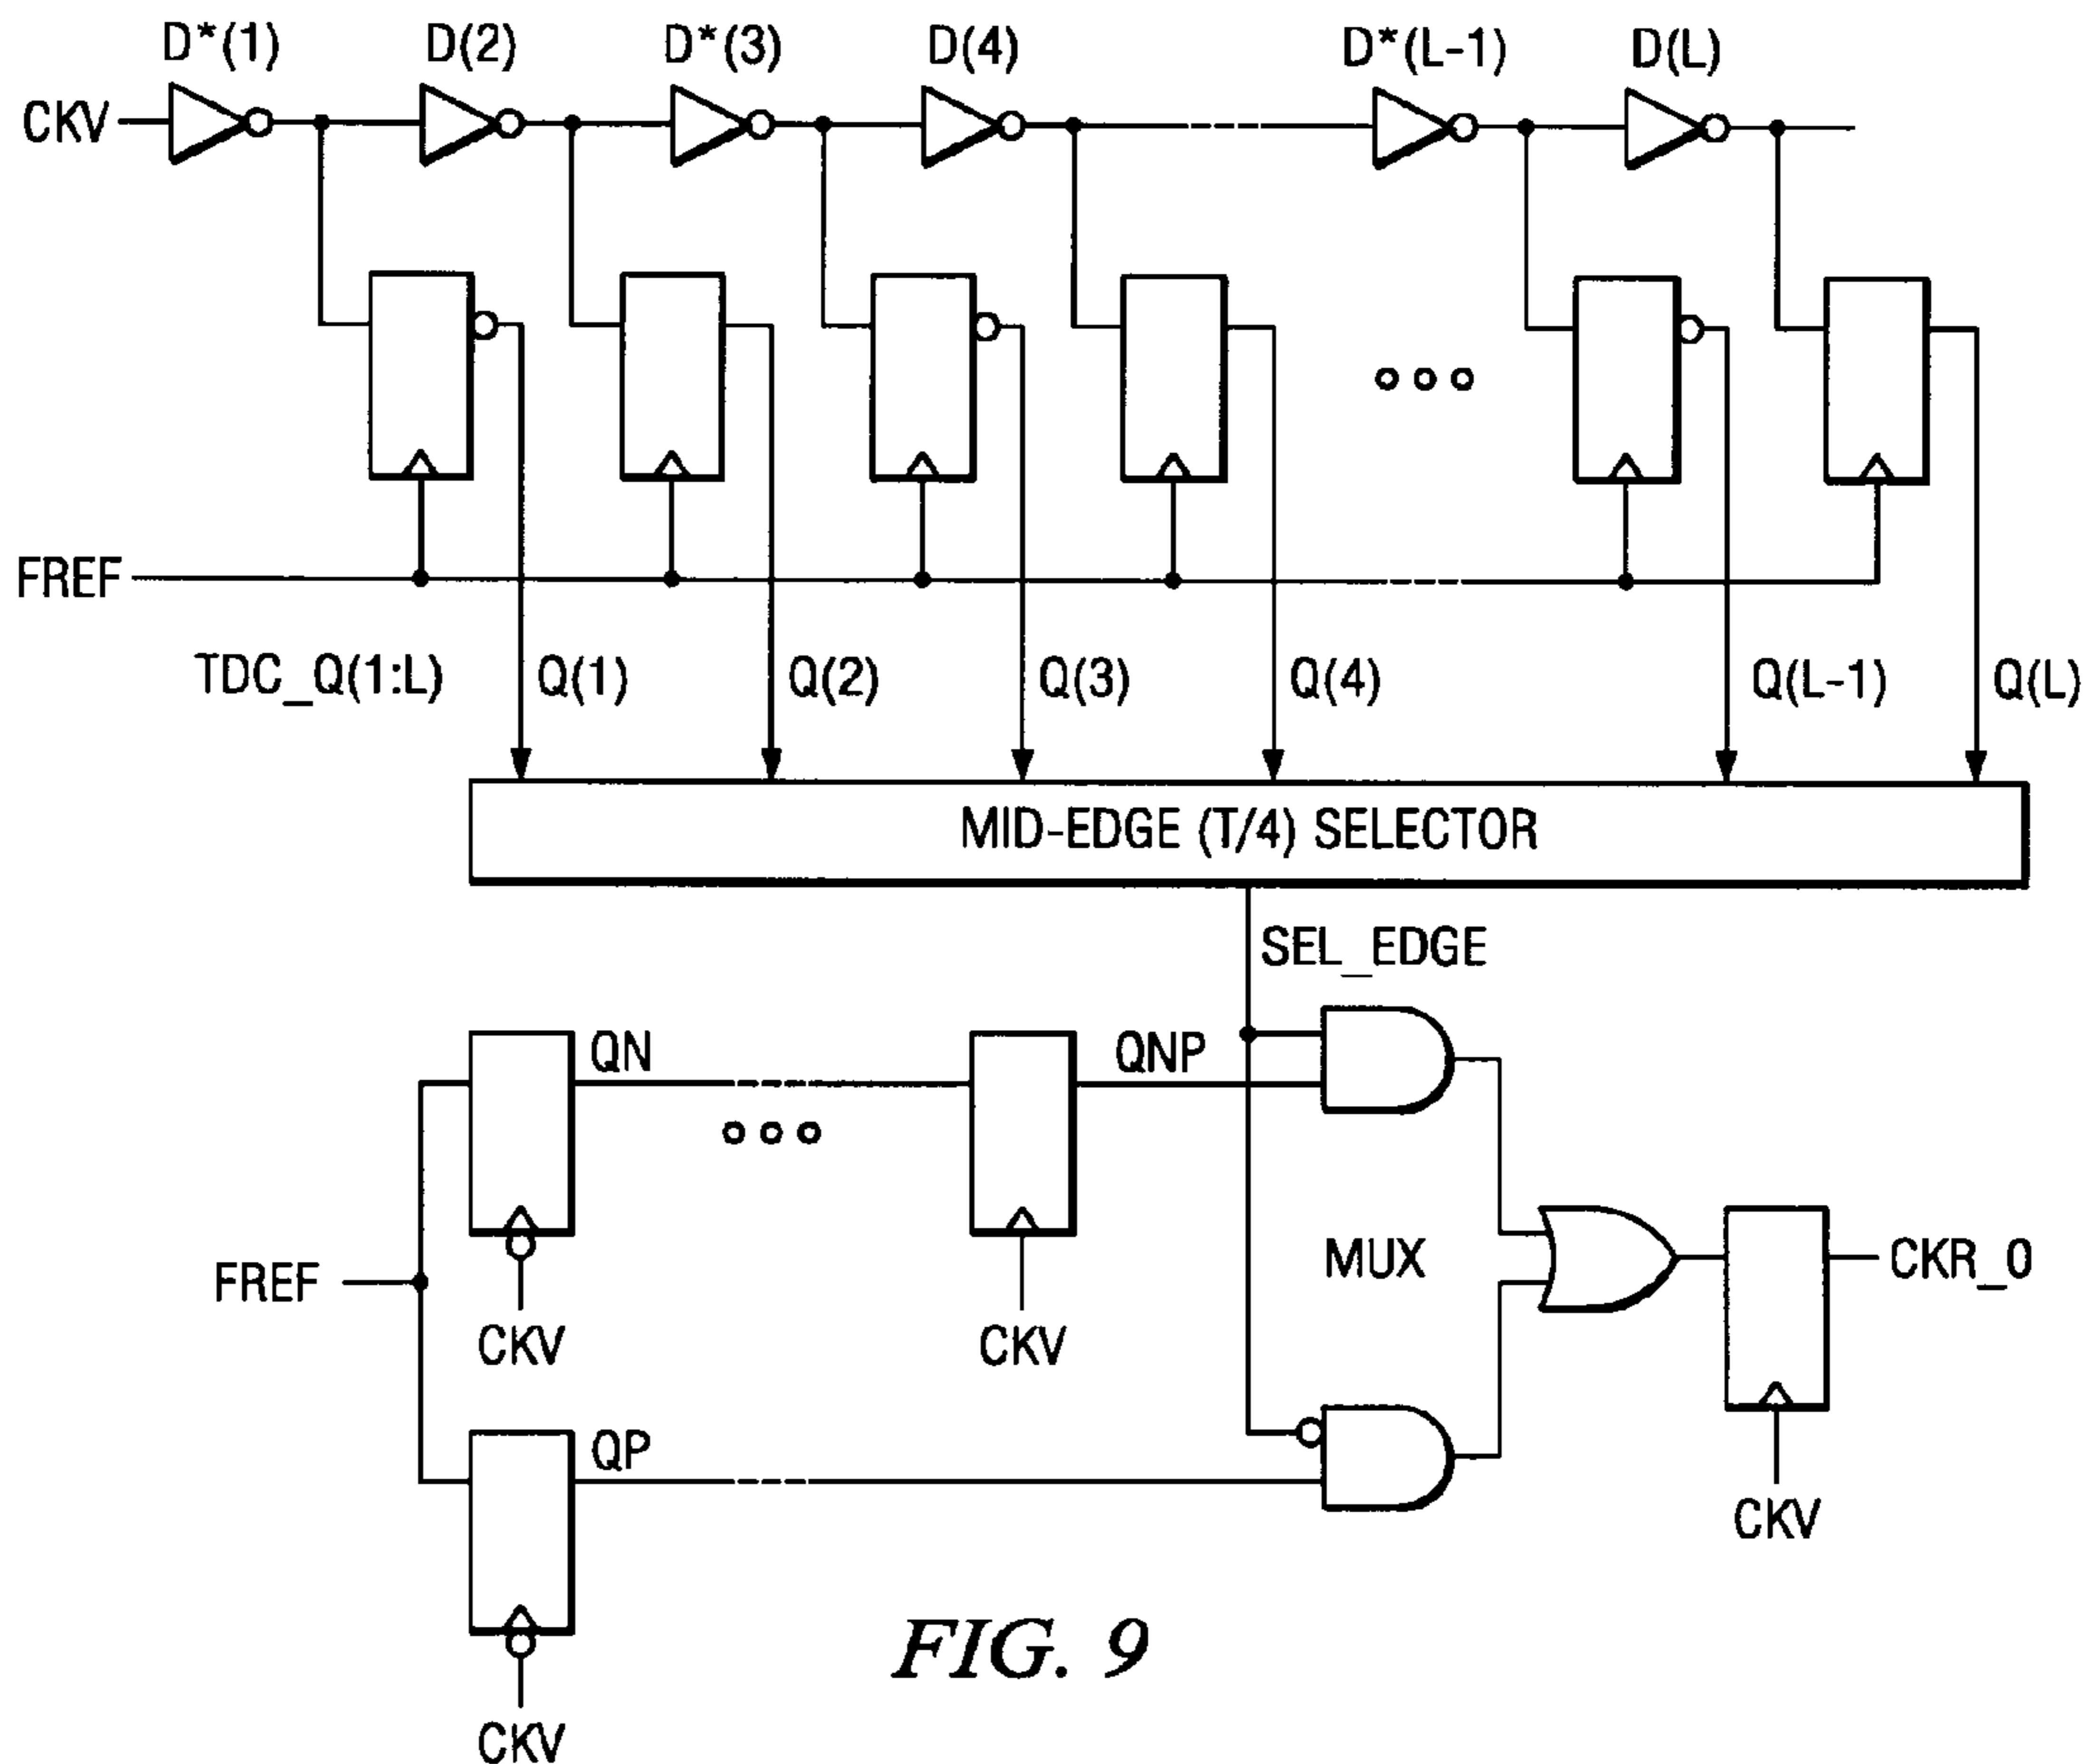 D*(1) D(2) D*(3) D(4) D*(L-1) D(L)
CKV
FREF
TDC_Q(1:L) Q(1) Q(2) Q(3) Q(4) Q(L-1) Q(L)
MID-EDGE (T/4) SELECTOR
SEL_EDGE
QN QNP
FREF MUX CKR_0
CKV CKV
QP
CKV
FIG. 9
CKV